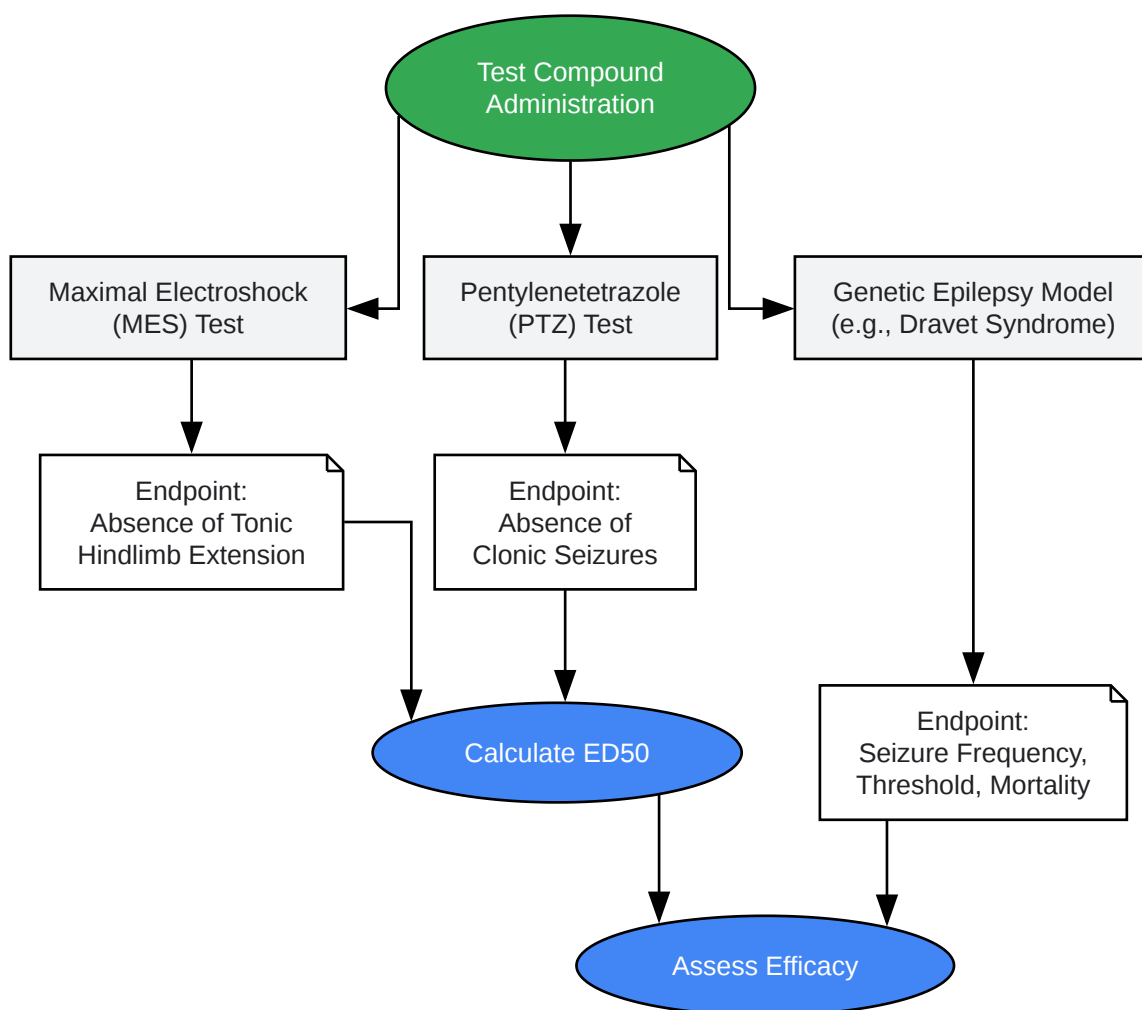 Test Compound
Administration
Maximal Electroshock
(MES) Test
Pentylenetetrazole
(PTZ) Test
Genetic Epilepsy Model
(e.g., Dravet Syndrome)
Endpoint:
Absence of Tonic
Hindlimb Extension
Endpoint:
Absence of
Clonic Seizures
Endpoint:
Seizure Frequency,
Threshold, Mortality
Calculate ED50
Assess Efficacy